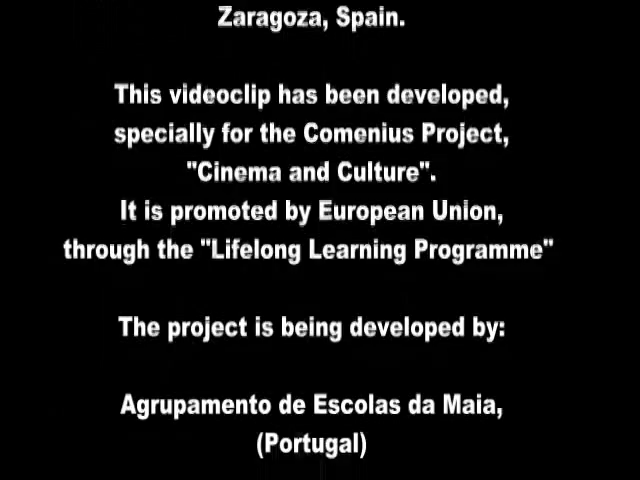 Zaragoza, Spain.
This videoclip has been developed,
specially for the Comenius Project,
"Cinema and Culture".
It is promoted by European Union,
through the "Lifelong Learning Programme"
The project is being developed by:
Agrupamento de Escolas da Maia,
(Portugal)